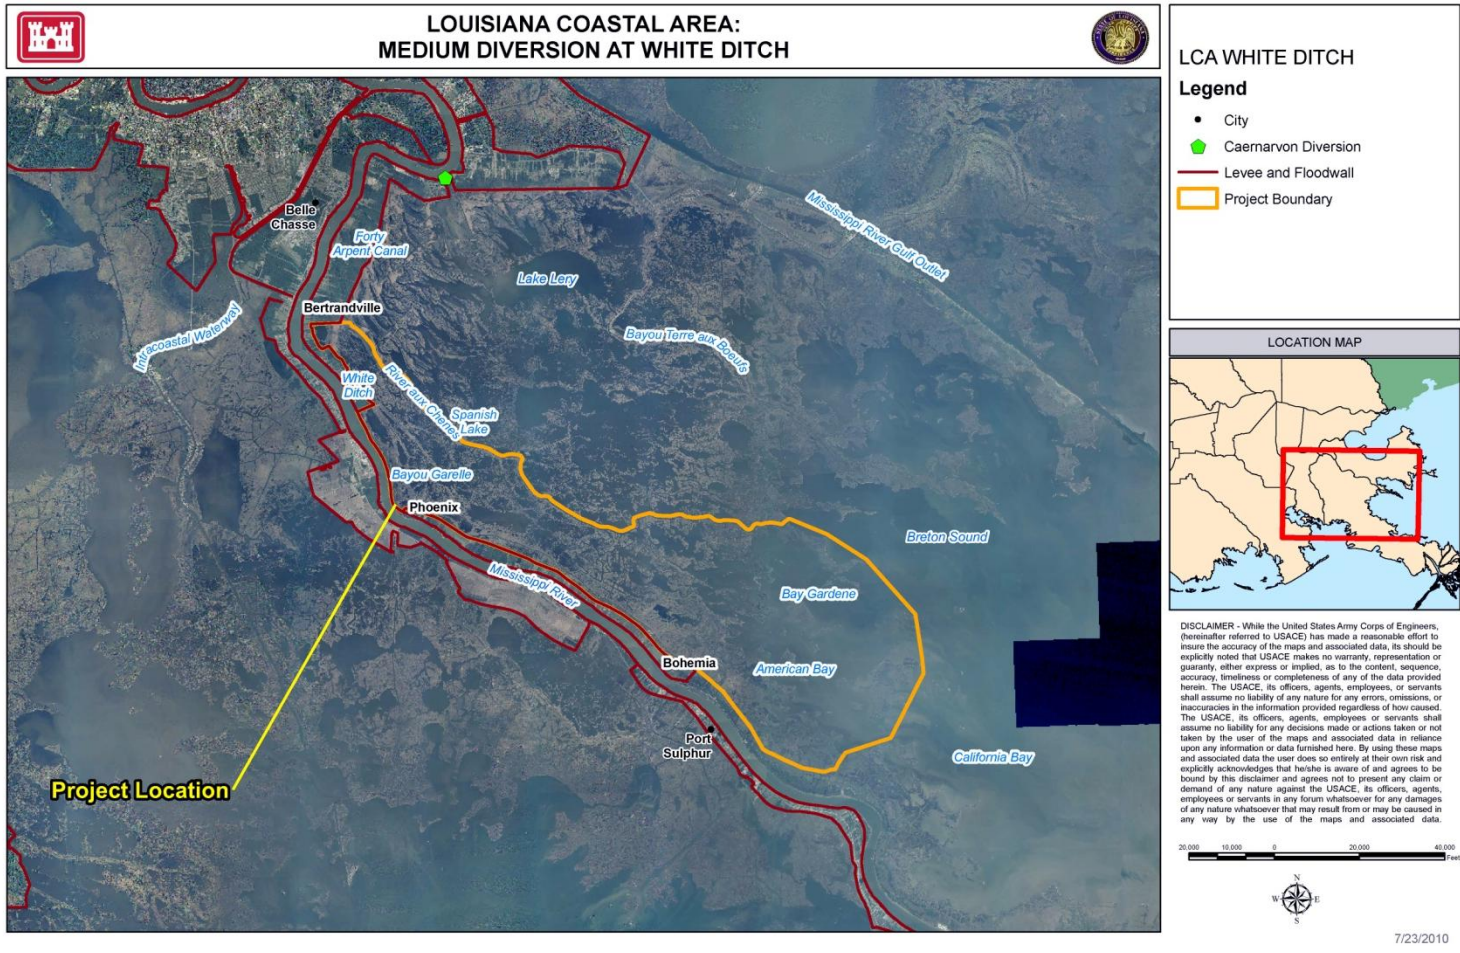 LOUISIANA COASTAL AREA:
MEDIUM DIVERSION AT WHITE DITCH
LCA WHITE DITCH
Legend
City
Caernarvon Diversion
Levee and Floodwall
Project Boundary
Belle
Chasse
Forty
Arpent Canal
Mississippi River Gulf Outlet
Lake Lery
Bertrandville
Intracoastal Waterway
Bayou Terre aux Boeufs
White
Ditch
River aux Chenes
Spanish
Lake
Bayou Garelle
Phoenix
Breton Sound
Mississippi River
Bay Gardene
Bohemia
American Bay
Port
Sulphur
California Bay
Project Location
LOCATION MAP
DISCLAIMER - While the United States Army Corps of Engineers,
(hereinafter referred to USACE) has made a reasonable effort to
insure the accuracy of the maps and associated data, its should be
explicitly noted that USACE makes no warranty, representation or
guaranty, either express or implied, as to the content, sequence,
accuracy, timeliness or completeness of any of the data provided
herein. The USACE, its officers, agents, employees, or servants
shall assume no liability of any nature for any errors, omissions, or
inaccuracies in the information provided regardless of how caused.
The USACE, its officers, agents, employees or servants shall
assume no liability for any decisions made or actions taken or not
taken by the user of the maps and associated data in reliance
upon any information or data furnished here. By using these maps
and associated data the user does so entirely at their own risk and
explicitly acknowledges that he/she is aware of and agrees to be
bound by this disclaimer and agrees not to present any claim or
demand of any nature against the USACE, its officers, agents,
employees or servants in any forum whatsoever for any damages
of any nature whatsoever that may result from or may be caused in
any way by the use of the maps and associated data.
20,000 10,000 0 20,000 40,000
Feet
N
W E
S
7/23/2010